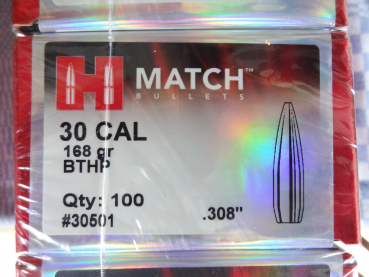 H MATCH™
BULLETS
30 CAL
168 gr
BTHP
Qty: 100
#30501
.308"